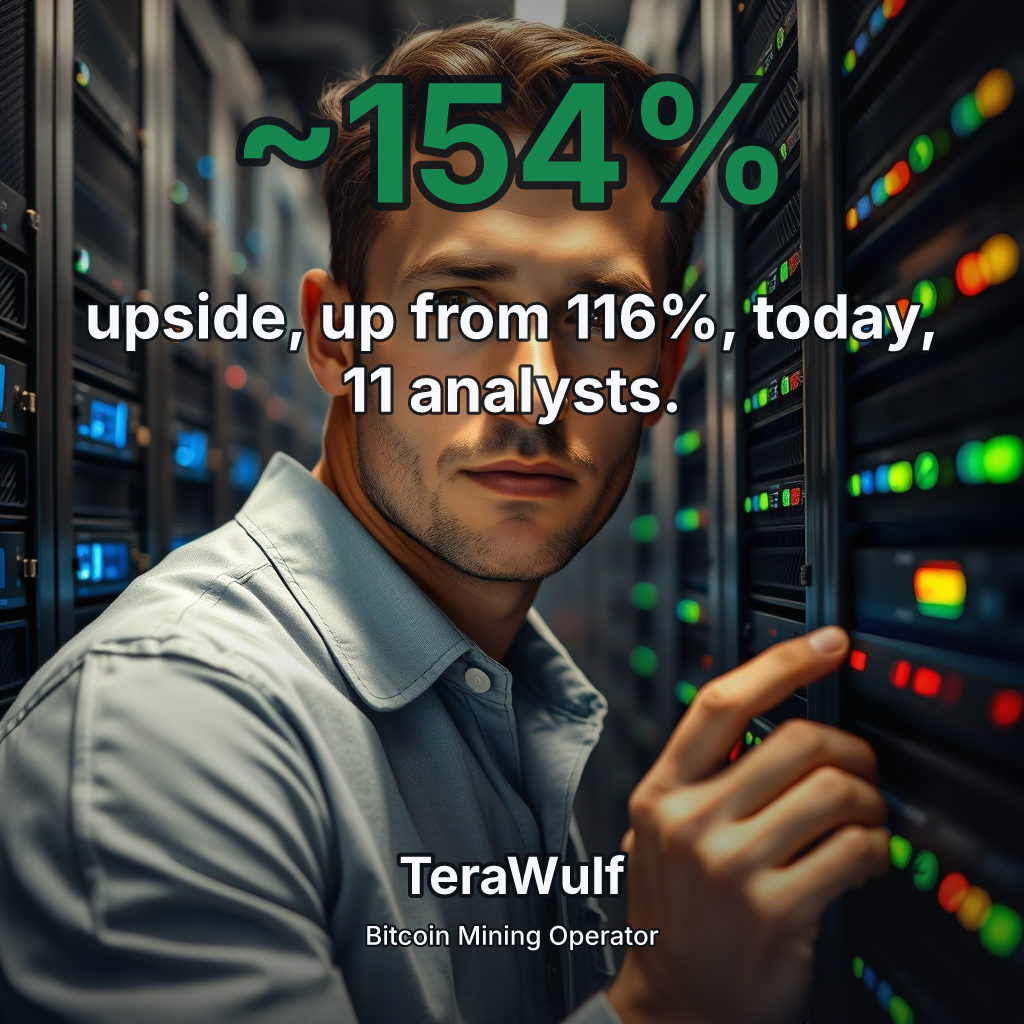 ~154%
upside, up from 116%, today,
11 analysts.
TeraWulf
Bitcoin Mining Operator